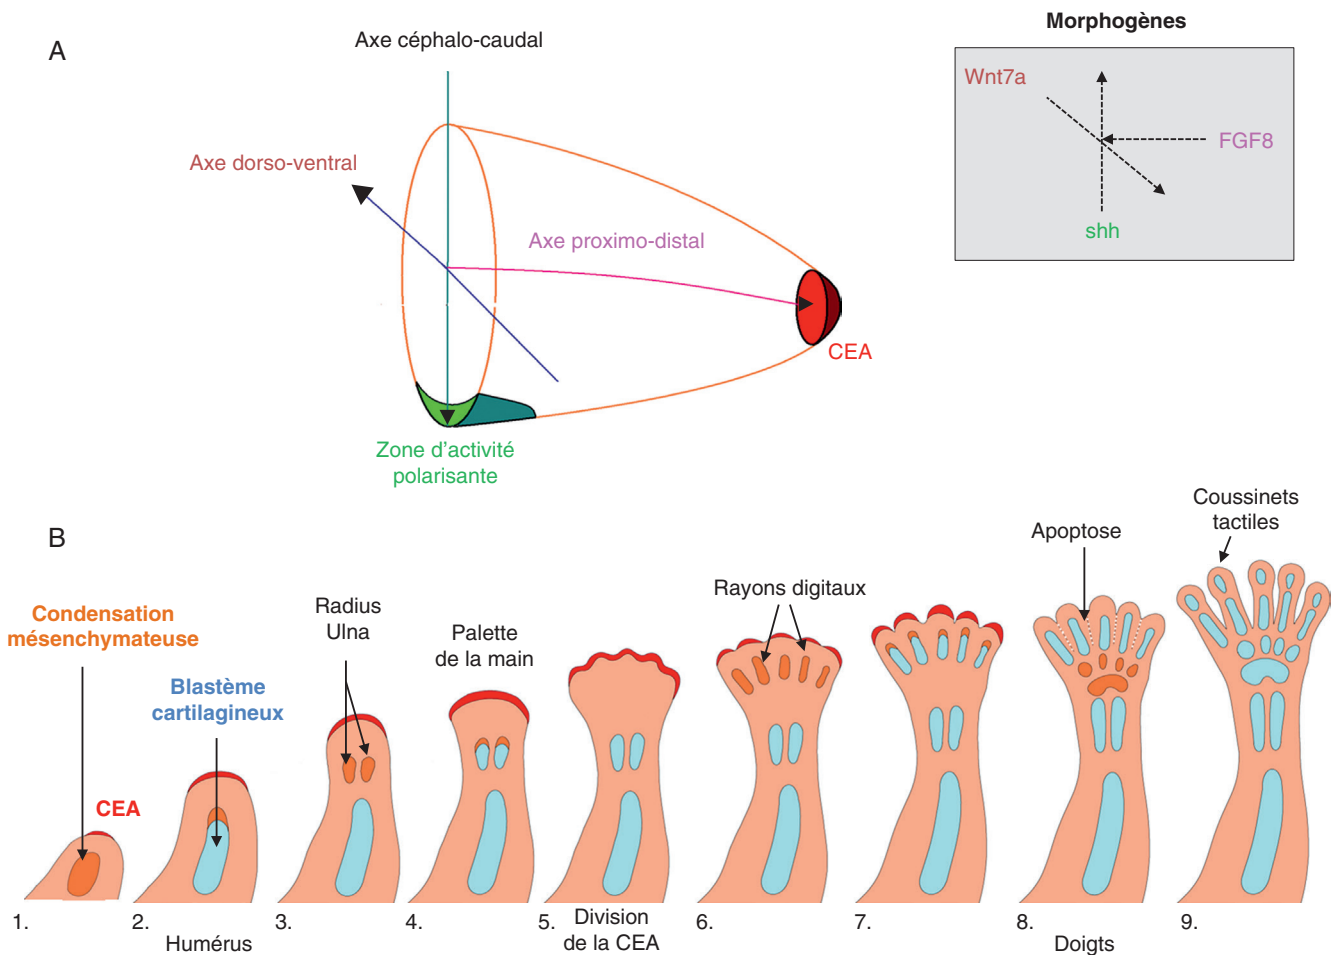 A
Axe céphalo-caudal
Axe dorso-ventral
Axe proximo-distal
CEA
Zone d'activité
polarisante
Morphogènes
Wnt7a
FGF8
shh
B
Condensation
mésenchymateuse
CEA
Blastème
cartilagineux
Radius
Ulna
Palette
de la main
Rayons digitaux
Apoptose
Coussinets
tactiles
1.
2.
Humérus
3.
4.
5.
Division
de la CEA
6.
7.
8.
Doigts
9.